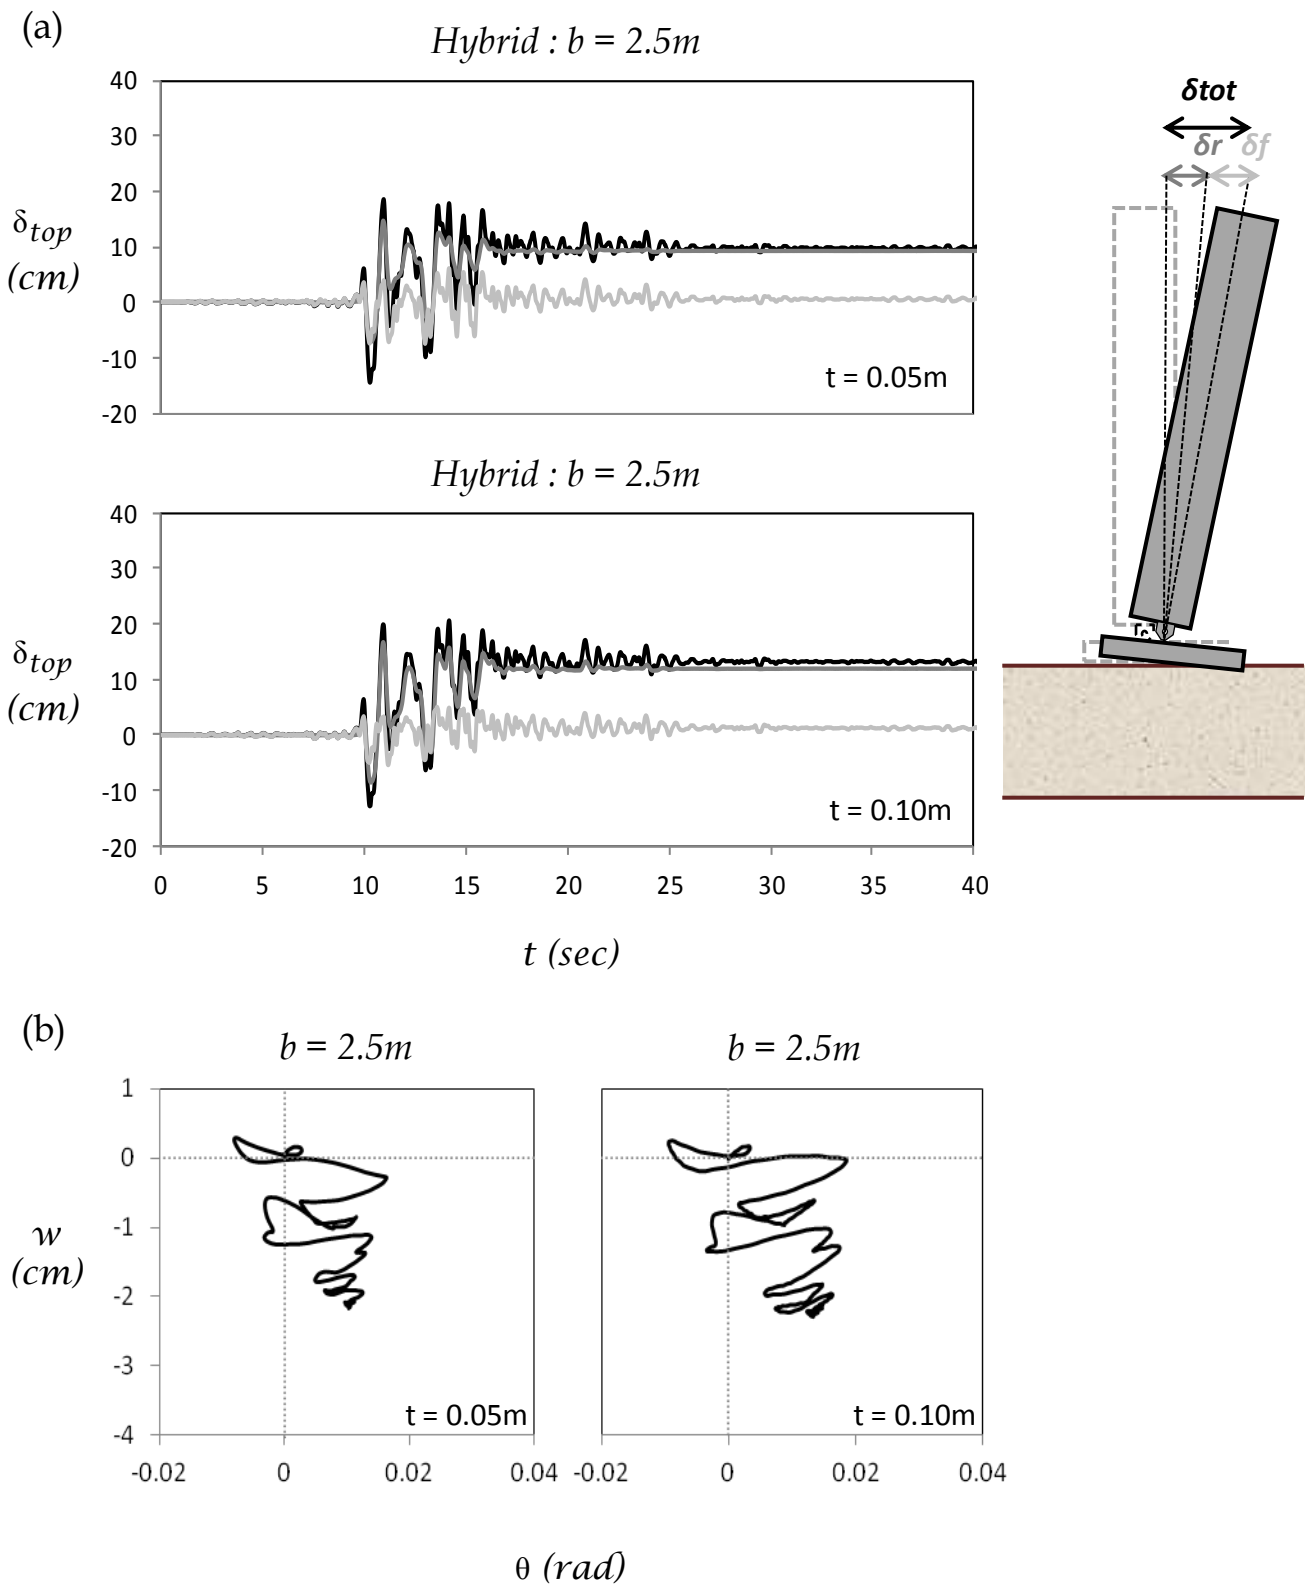 (a)
Hybrid : b = 2.5m
40
30
20
10
0
-10
-20
δtop
(cm)
t = 0.05m
δtot
δr
δf
Hybrid : b = 2.5m
40
30
20
10
0
-10
-20
δtop
(cm)
t = 0.10m
0 5 10 15 20 25 30 35 40
t (sec)
(b)
b = 2.5m
b = 2.5m
1
0
-1
-2
-3
-4
w
(cm)
t = 0.05m
t = 0.10m
-0.02 0 0.02 0.04
-0.02 0 0.02 0.04
θ (rad)